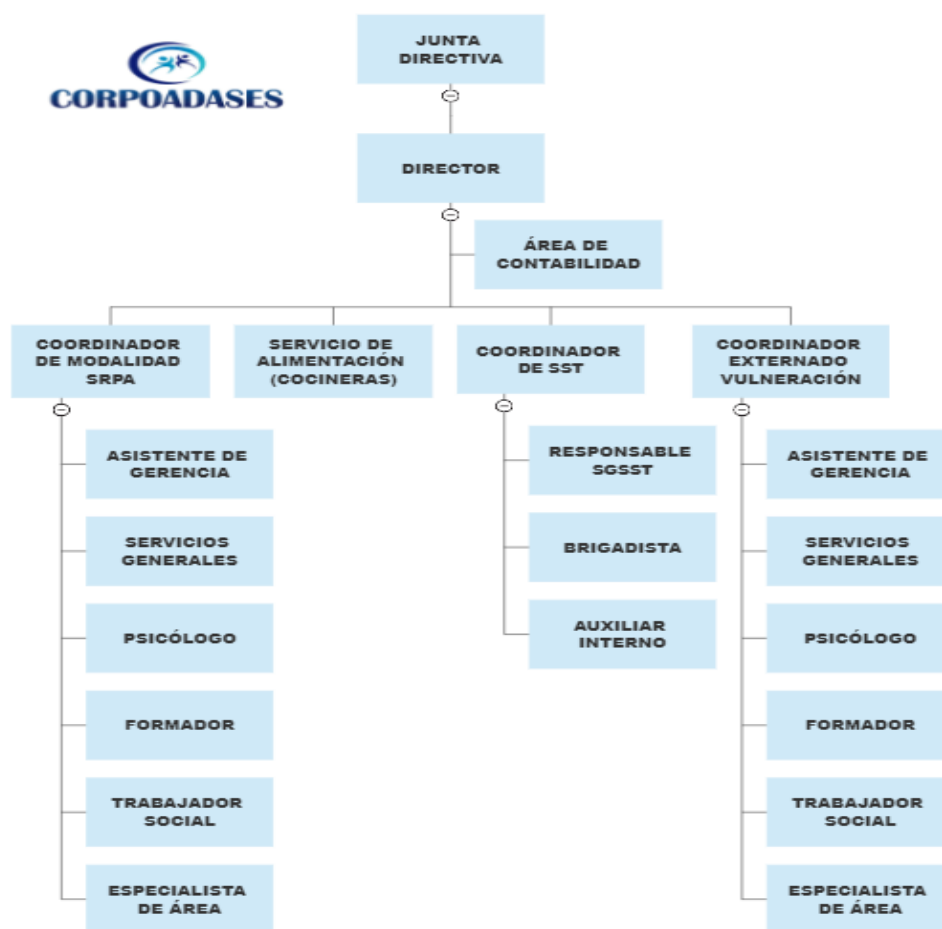 JUNTA
DIRECTIVA
CORPOADASES
DIRECTOR
ÁREA DE
CONTABILIDAD
COORDINADOR
DE MODALIDAD
SRPA
SERVICIO DE
ALIMENTACIÓN
(COCINERAS)
COORDINADOR
DE SST
COORDINADOR
EXTERNADO
VULNERACIÓN
ASISTENTE DE
GERENCIA
SERVICIOS
GENERALES
PSICÓLOGO
FORMADOR
TRABAJADOR
SOCIAL
ESPECIALISTA
DE ÁREA
RESPONSABLE
SGSST
BRIGADISTA
AUXILIAR
INTERNO
ASISTENTE DE
GERENCIA
SERVICIOS
GENERALES
PSICÓLOGO
FORMADOR
TRABAJADOR
SOCIAL
ESPECIALISTA
DE ÁREA